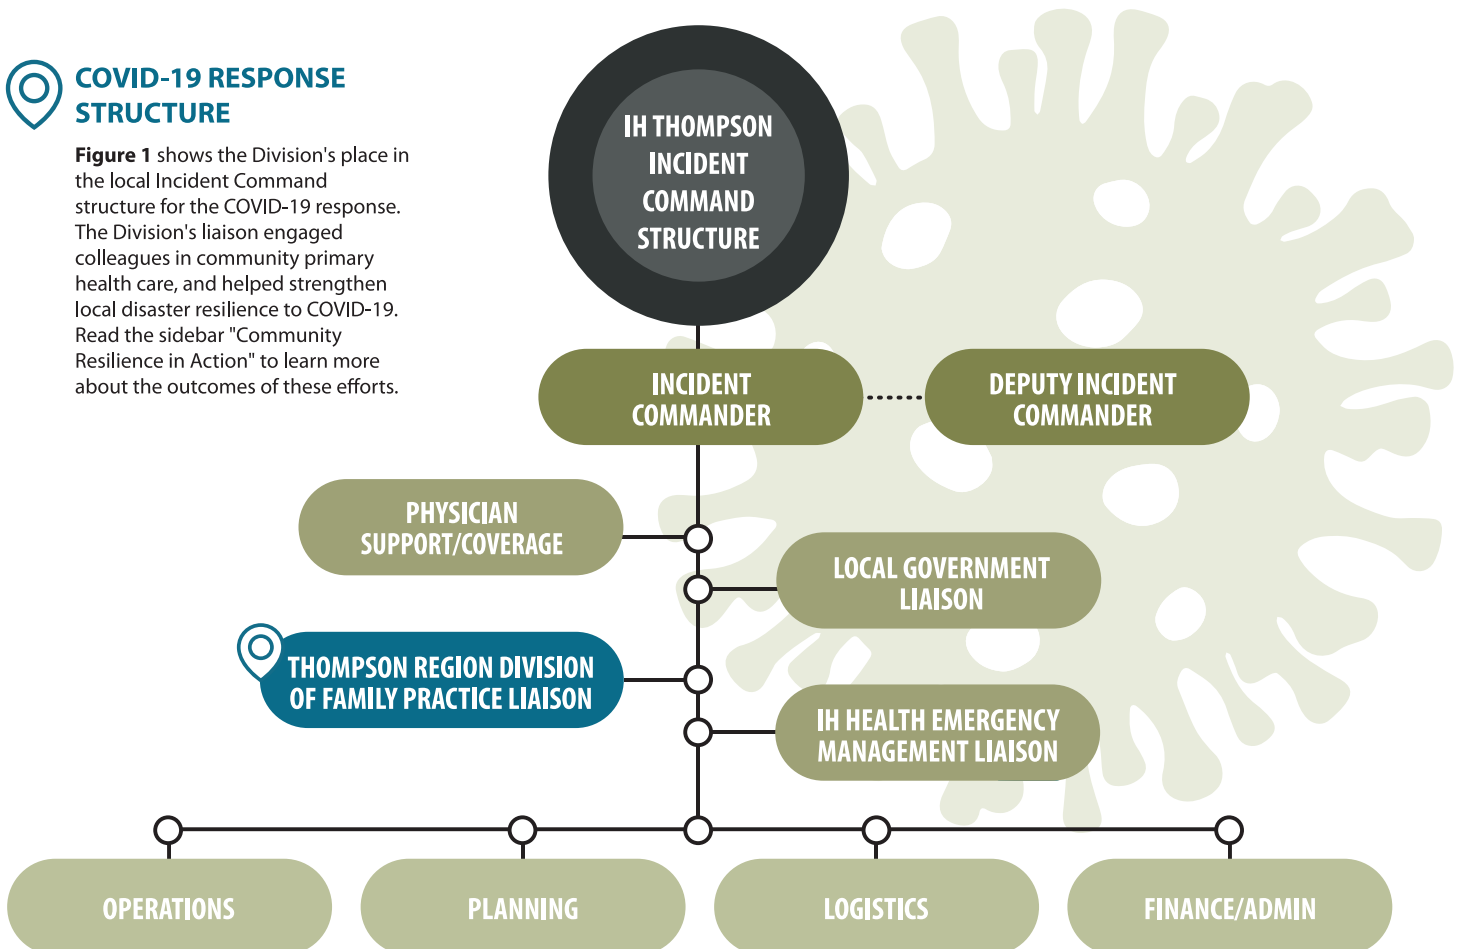 COVID-19 RESPONSE
STRUCTURE
Figure 1 shows the Division's place in
the local Incident Command
structure for the COVID-19 response.
The Division's liaison engaged
colleagues in community primary
health care, and helped strengthen
local disaster resilience to COVID-19.
Read the sidebar "Community
Resilience in Action" to learn more
about the outcomes of these efforts.
IH THOMPSON
INCIDENT
COMMAND
STRUCTURE
INCIDENT
COMMANDER
DEPUTY INCIDENT
COMMANDER
PHYSICIAN
SUPPORT/COVERAGE
LOCAL GOVERNMENT
LIAISON
THOMPSON REGION DIVISION
OF FAMILY PRACTICE LIAISON
IH HEALTH EMERGENCY
MANAGEMENT LIAISON
OPERATIONS
PLANNING
LOGISTICS
FINANCE/ADMIN